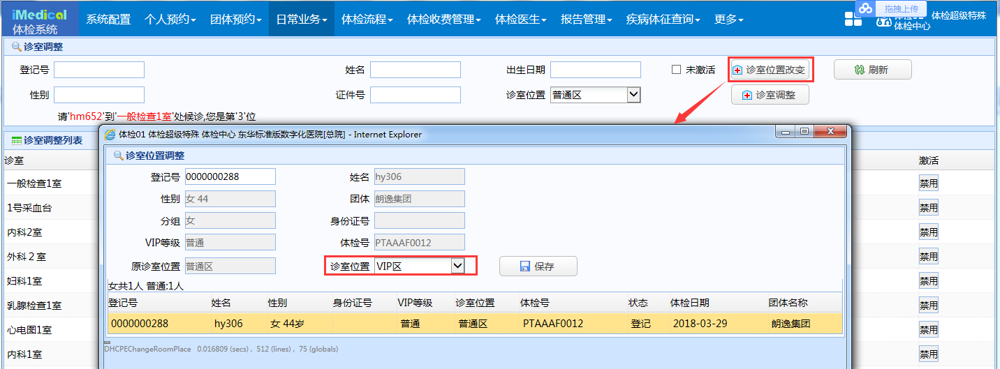 iMedical 体检系统 系统配置 个人预约 团体预约 日常业务 体检流程 体检收费管理 体检医生 报告管理 疾病体征查询 更多 拖拽上传 体检超级特殊
体检中心
诊室调整
登记号 姓名 出生日期 未激活 诊室位置改变 刷新
性别 证件号 诊室位置 普通区 诊室调整
请'hm652'到'一般检查1室'处候诊,您是第'3'位
诊室调整列表
诊室 激活
一般检查1室 禁用
1号采血台 禁用
内科2室 禁用
外科２室 禁用
妇科1室 禁用
乳腺检查1室 禁用
心电图1室 禁用
内科1室 禁用
体检01 体检超级特殊 体检中心 东华标准版数字化医院[总院] - Internet Explorer
诊室位置调整
登记号 0000000288 姓名 hy306
性别 女 44 团体 朗逸集团
分组 女 身份证号
VIP等级 普通 体检号 PTAAAF0012
原诊室位置 普通区 诊室位置 VIP区 保存
女共1人 普通:1人
登记号 姓名 性别 身份证号 VIP等级 诊室位置 体检号 状态 体检日期 团体名称
0000000288 hy306 女 44岁 普通 普通区 PTAAAF0012 登记 2018-03-29 朗逸集团
DHCPEChangeRoomPlace 0.016809 (secs) , 512 (lines) , 75 (globals)